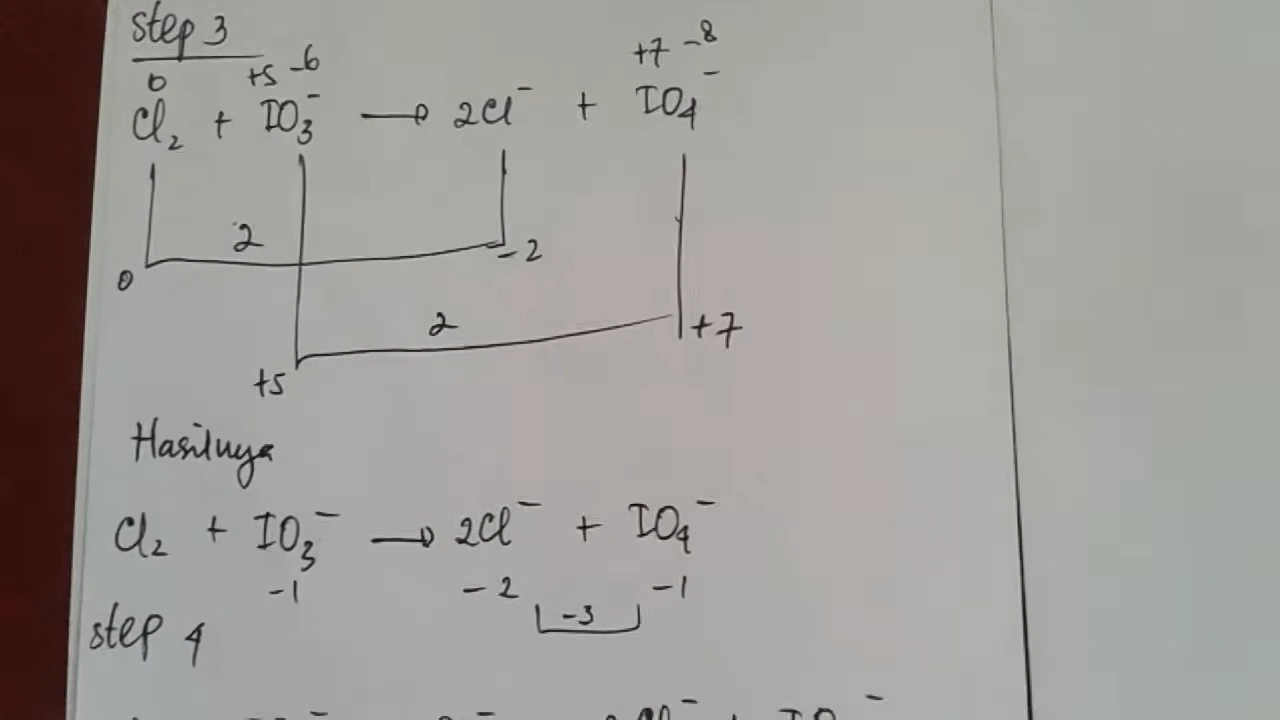 Step 3
0 +5 -6 +7 -8
Cl₂ + IO₃⁻ → 2Cl⁻ + IO₄⁻
2
0 -2
2
+5 +7
Hasilnya
Cl₂ + IO₃⁻ → 2Cl⁻ + IO₄⁻
-1 -2 -3 -1
Step 4